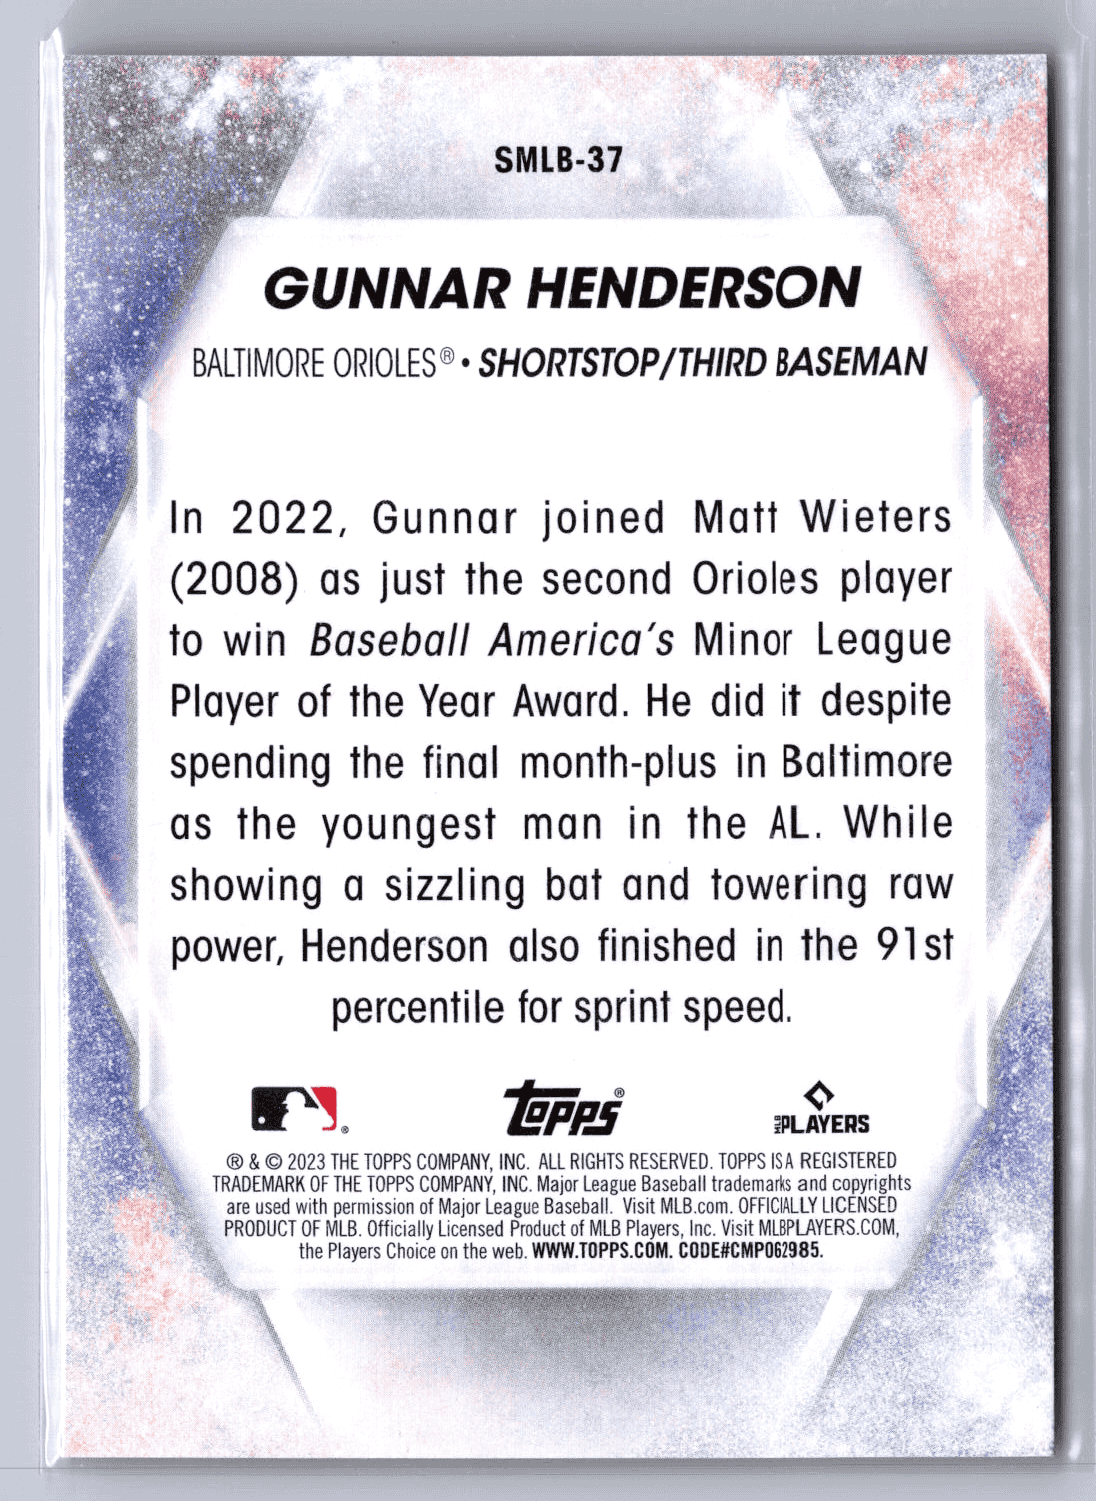 SMLB-37
GUNNAR HENDERSON
BALTIMORE ORIOLES® • SHORTSTOP/THIRD BASEMAN
In 2022, Gunnar joined Matt Wieters
(2008) as just the second Orioles player
to win Baseball America's Minor League
Player of the Year Award. He did it despite
spending the final month-plus in Baltimore
as the youngest man in the AL. While
showing a sizzling bat and towering raw
power, Henderson also finished in the 91st
percentile for sprint speed.
® topps® MLB PLAYERS
® & © 2023 THE TOPPS COMPANY, INC. ALL RIGHTS RESERVED. TOPPS IS A REGISTERED
TRADEMARK OF THE TOPPS COMPANY, INC. Major League Baseball trademarks and copyrights
are used with permission of Major League Baseball. Visit MLB.com. OFFICIALLY LICENSED
PRODUCT OF MLB. Officially Licensed Product of MLB Players, Inc. Visit MLBPLAYERS.COM,
the Players Choice on the web. WWW.TOPPS.COM. CODE#CMP062985.